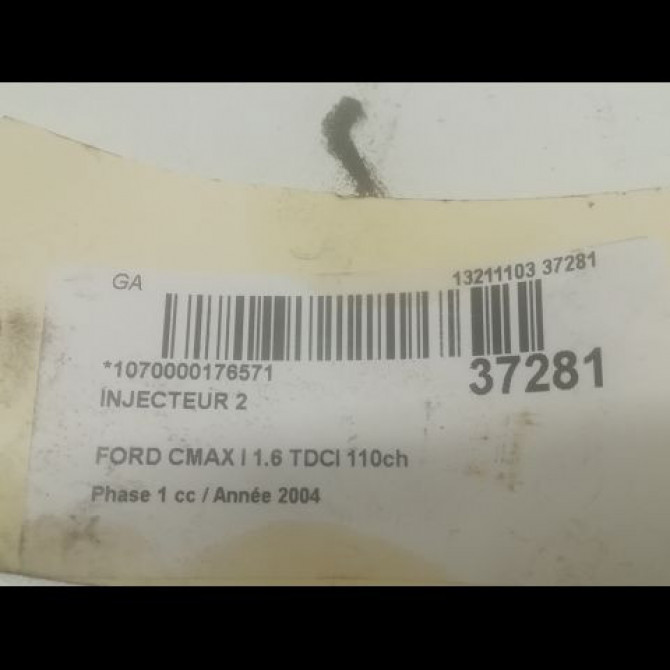 GA
13211103 37281
*1070000176571
37281
INJECTEUR 2
FORD CMAX I 1.6 TDCI 110ch
Phase 1 cc / Année 2004